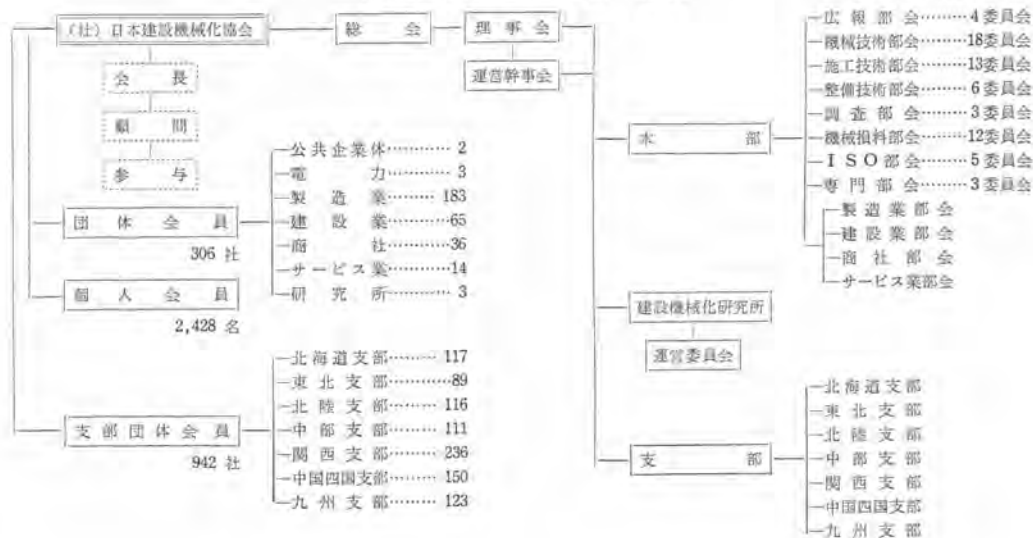 (社)日本建設機械化協会
総会
理事会
運営幹事会
会長
顧問
参与
団体会員
306 社
公共企業体………… 2
電力………… 3
製造業……… 183
建設業…………65
商社…………36
サービス業…………14
研究所………… 3
個人会員
2,428 名
支部団体会員
942 社
北海道支部……… 117
東北支部…………89
北陸支部……… 116
中部支部……… 111
関西支部……… 236
中国四国支部……… 150
九州支部……… 123
本部
広報部会………4委員会
機械技術部会………18委員会
施工技術部会………13委員会
整備技術部会………6委員会
調査部会………3委員会
機械損料部会………12委員会
ISO部会………5委員会
専門部会………3委員会
製造業部会
建設業部会
商社部会
サービス業部会
建設機械化研究所
運営委員会
支部
北海道支部
東北支部
北陸支部
中部支部
関西支部
中国四国支部
九州支部